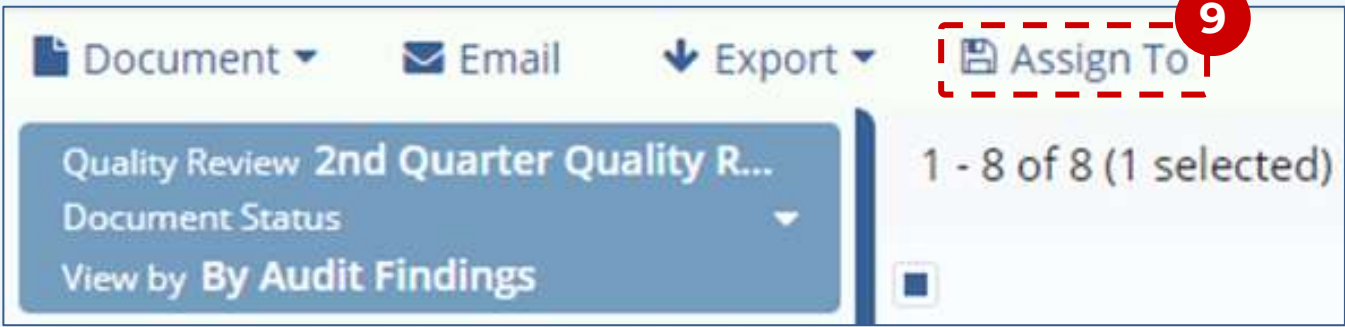 9
Document Email Export Assign To
Quality Review 2nd Quarter Quality R...
Document Status
View by By Audit Findings
1 - 8 of 8 (1 selected)